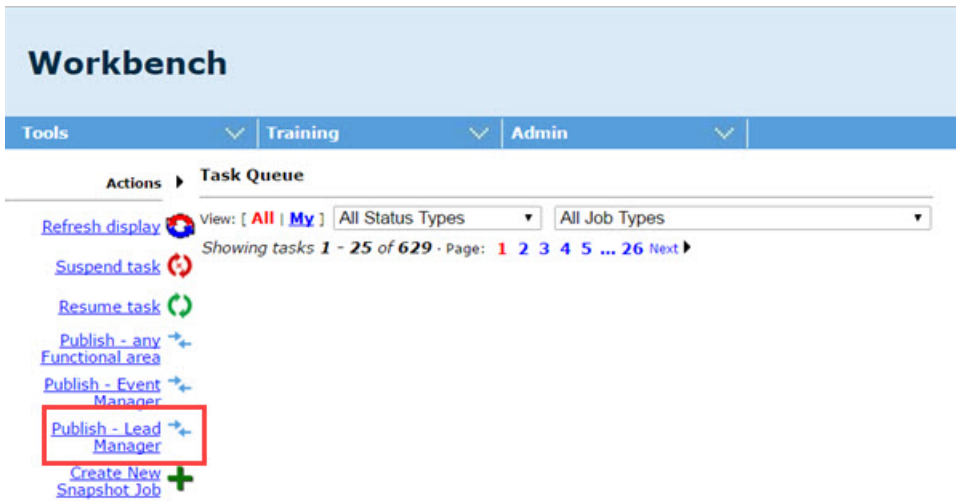 Workbench
Tools Training Admin
Actions Task Queue
View: [ All | My ] All Status Types All Job Types
Showing tasks 1 - 25 of 629 · Page: 1 2 3 4 5 ... 26 Next
Refresh display
Suspend task
Resume task
Publish - any
Functional area
Publish - Event
Manager
Publish - Lead
Manager
Create New
Snapshot Job